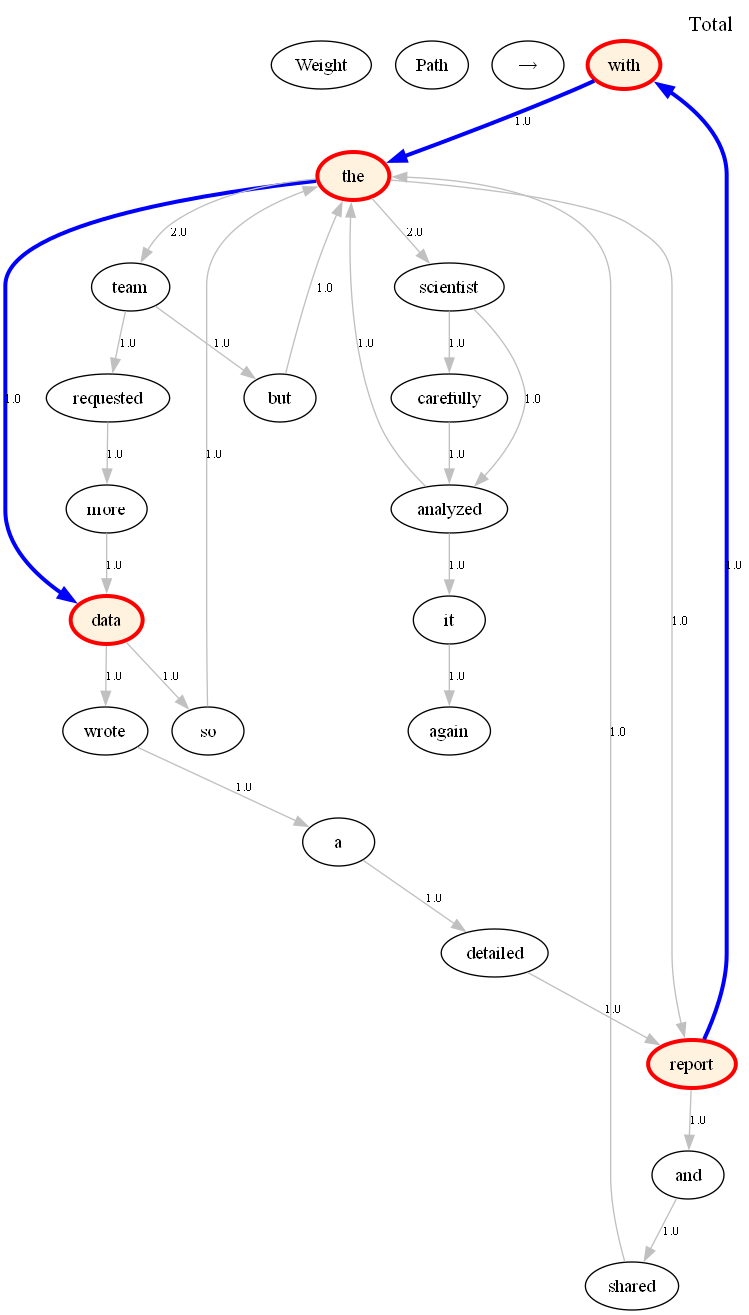 Total
Weight Path → with
1.0
the
2.0 2.0
team scientist
1.0 1.0 1.0 1.0 1.0
requested but carefully
1.0 1.0
1.0 1.0 1.0 1.0
more analyzed
1.0 1.0 1.0
data it 1.0 1.0
1.0 1.0 1.0
wrote so again 1.0
1.0
a
1.0
detailed
1.0
report
1.0
and
1.0
shared